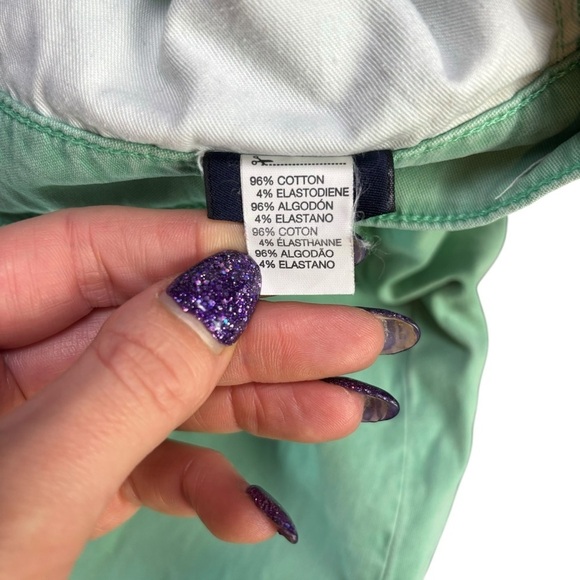 96% COTTON
4% ELASTODIENE
96% ALGODÓN
4% ELASTANO
96% COTON
4% ÉLASTHANNE
96% ALGODÃO
4% ELASTANO